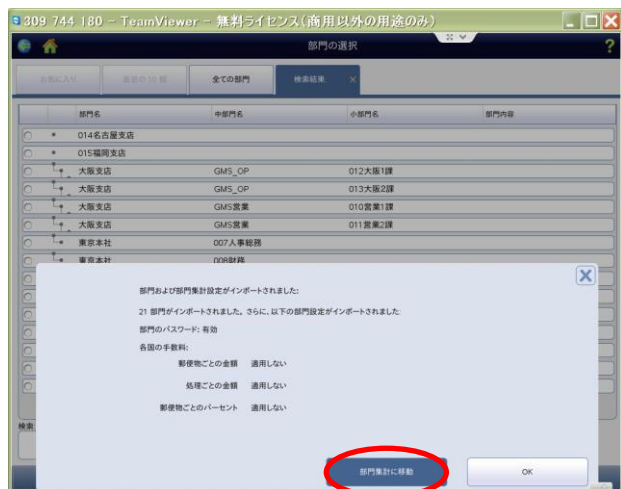 309 744 180 - TeamViewer - 無料ライセンス(商用以外の用途のみ)
部門の選択
?
お気に入り 最近の10個 全ての部門 検索結果 ×
部門名 中部門名 小部門名 部門内容
014名古屋支店
015福岡支店
大阪支店 GMS_OP 012大阪1課
大阪支店 GMS_OP 013大阪2課
大阪支店 GMS営業 010営業1課
大阪支店 GMS営業 011営業2課
東京本社 007人事総務
東京本社 008財務
部門および部門集計設定がインポートされました:
21 部門がインポートされました。さらに、以下の部門設定がインポートされました:
部門のパスワード: 有効
各国の手数料:
郵便物ごとの金額 適用しない
処理ごとの金額 適用しない
郵便物ごとのパーセント 適用しない
検索
部門集計に移動 OK